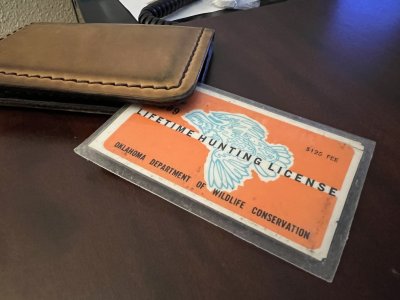 $125 FEE
LIFETIME HUNTING LICENSE
OKLAHOMA DEPARTMENT OF WILDLIFE CONSERVATION